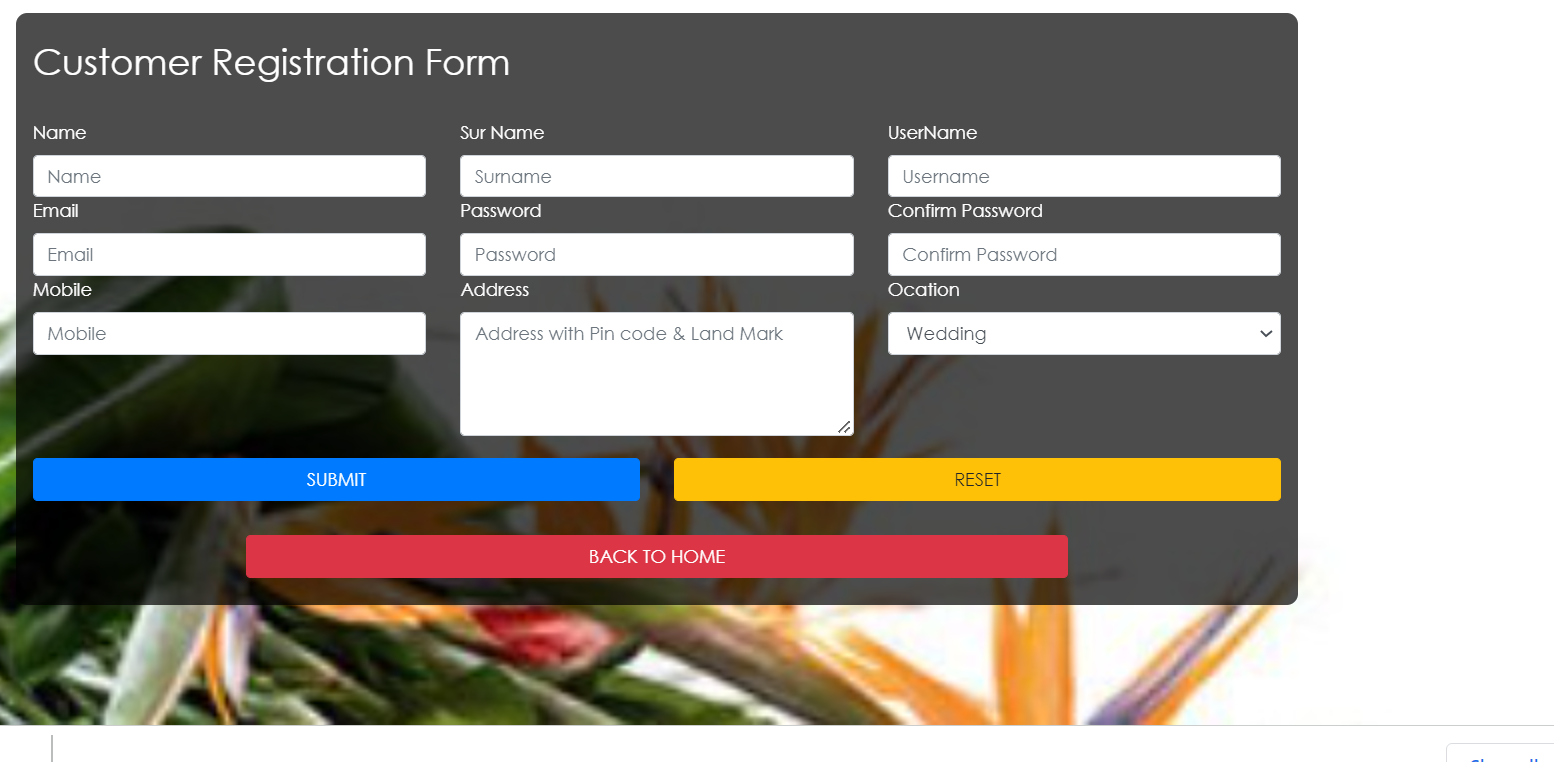 Customer Registration Form
Name Sur Name UserName
Name Surname Username
Email Password Confirm Password
Email Password Confirm Password
Mobile Address Ocation
Mobile Address with Pin code & Land Mark Wedding
SUBMIT RESET
BACK TO HOME